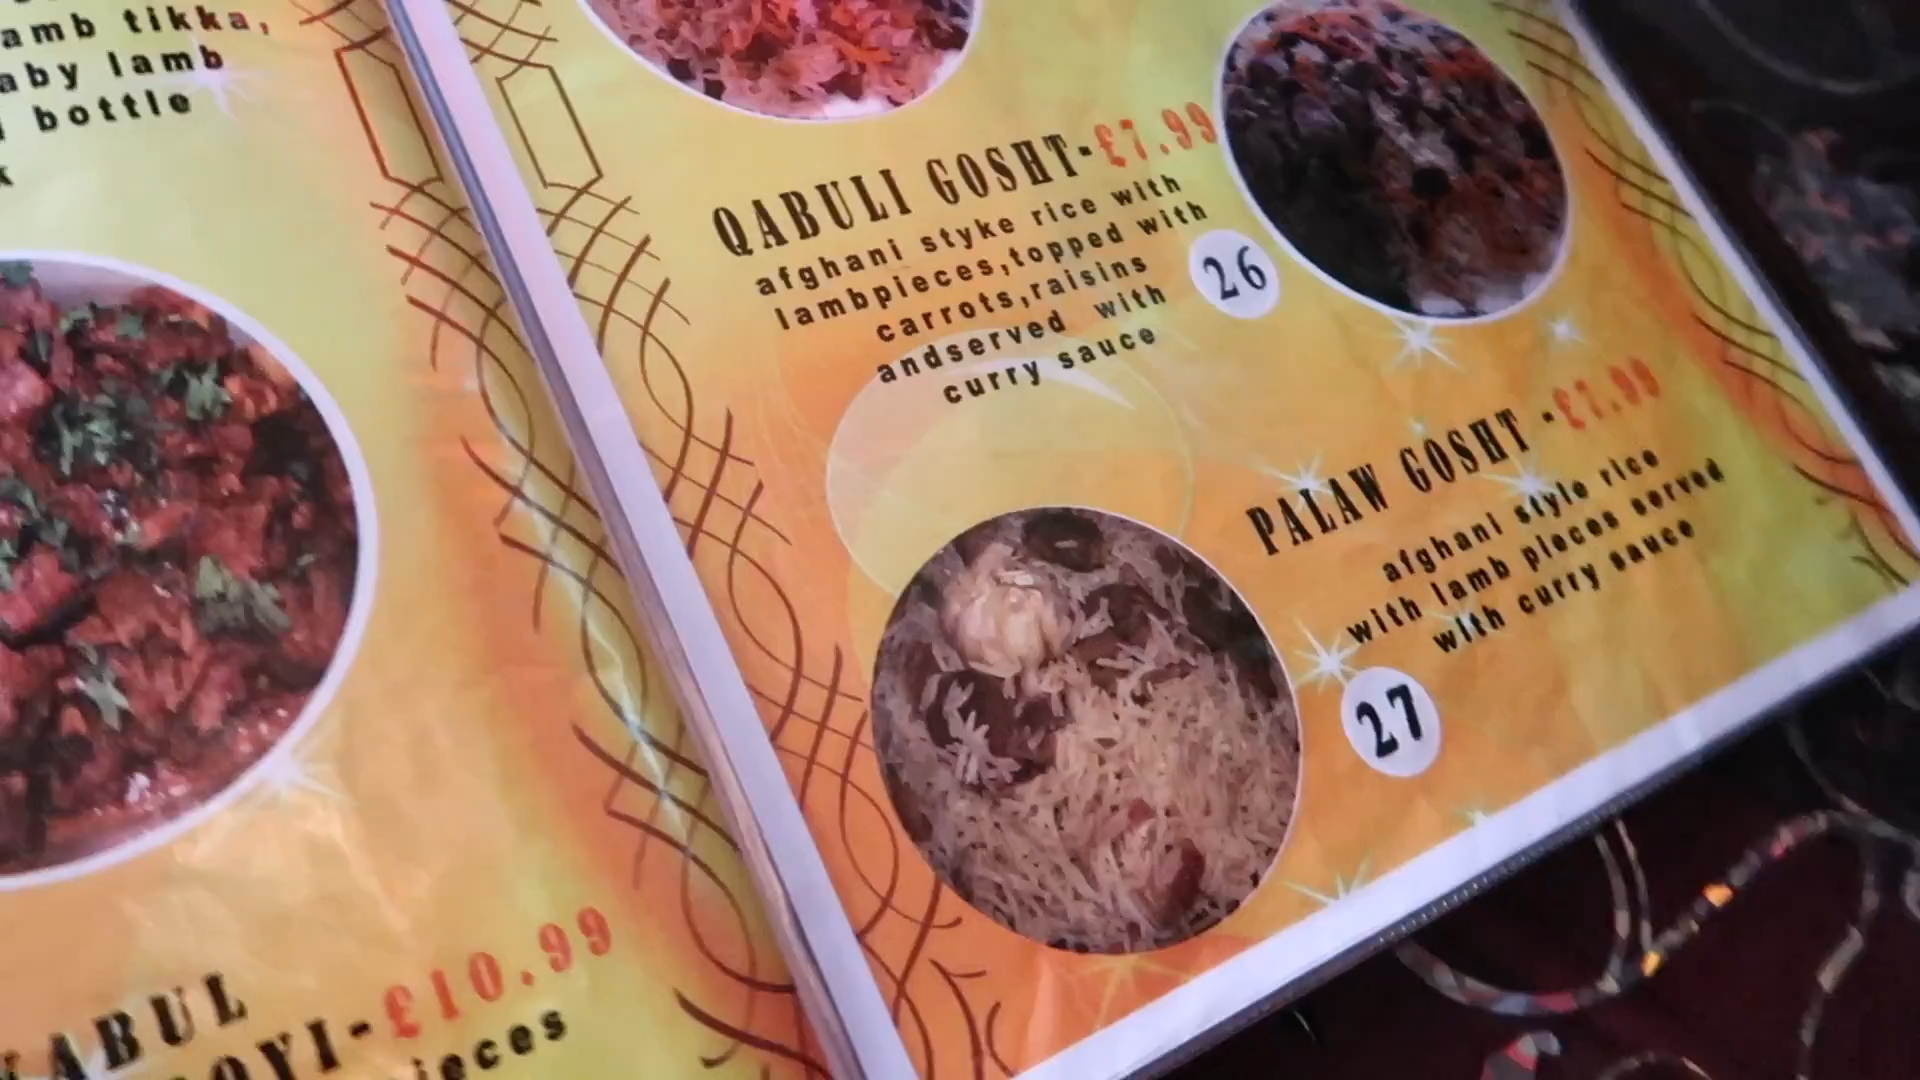 amb tikka,
aby lamb
bottle
QABULI GOSHT-£7.99
afghani styke rice with
lambpieces,topped with
carrots,raisins
andserved with
curry sauce
26
PALAW GOSHT -£7.99
afghani style rice
with lamb pieces served
with curry sauce
27
KABUL
-£10.99
ieces